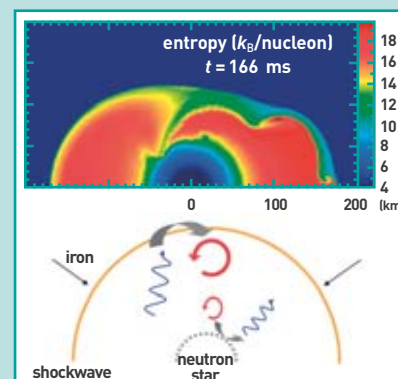 entropy (kB/nucleon)
t = 166 ms
18
16
14
12
10
8
6
4
0 100 200 (km
iron
neutron
star
shockwave